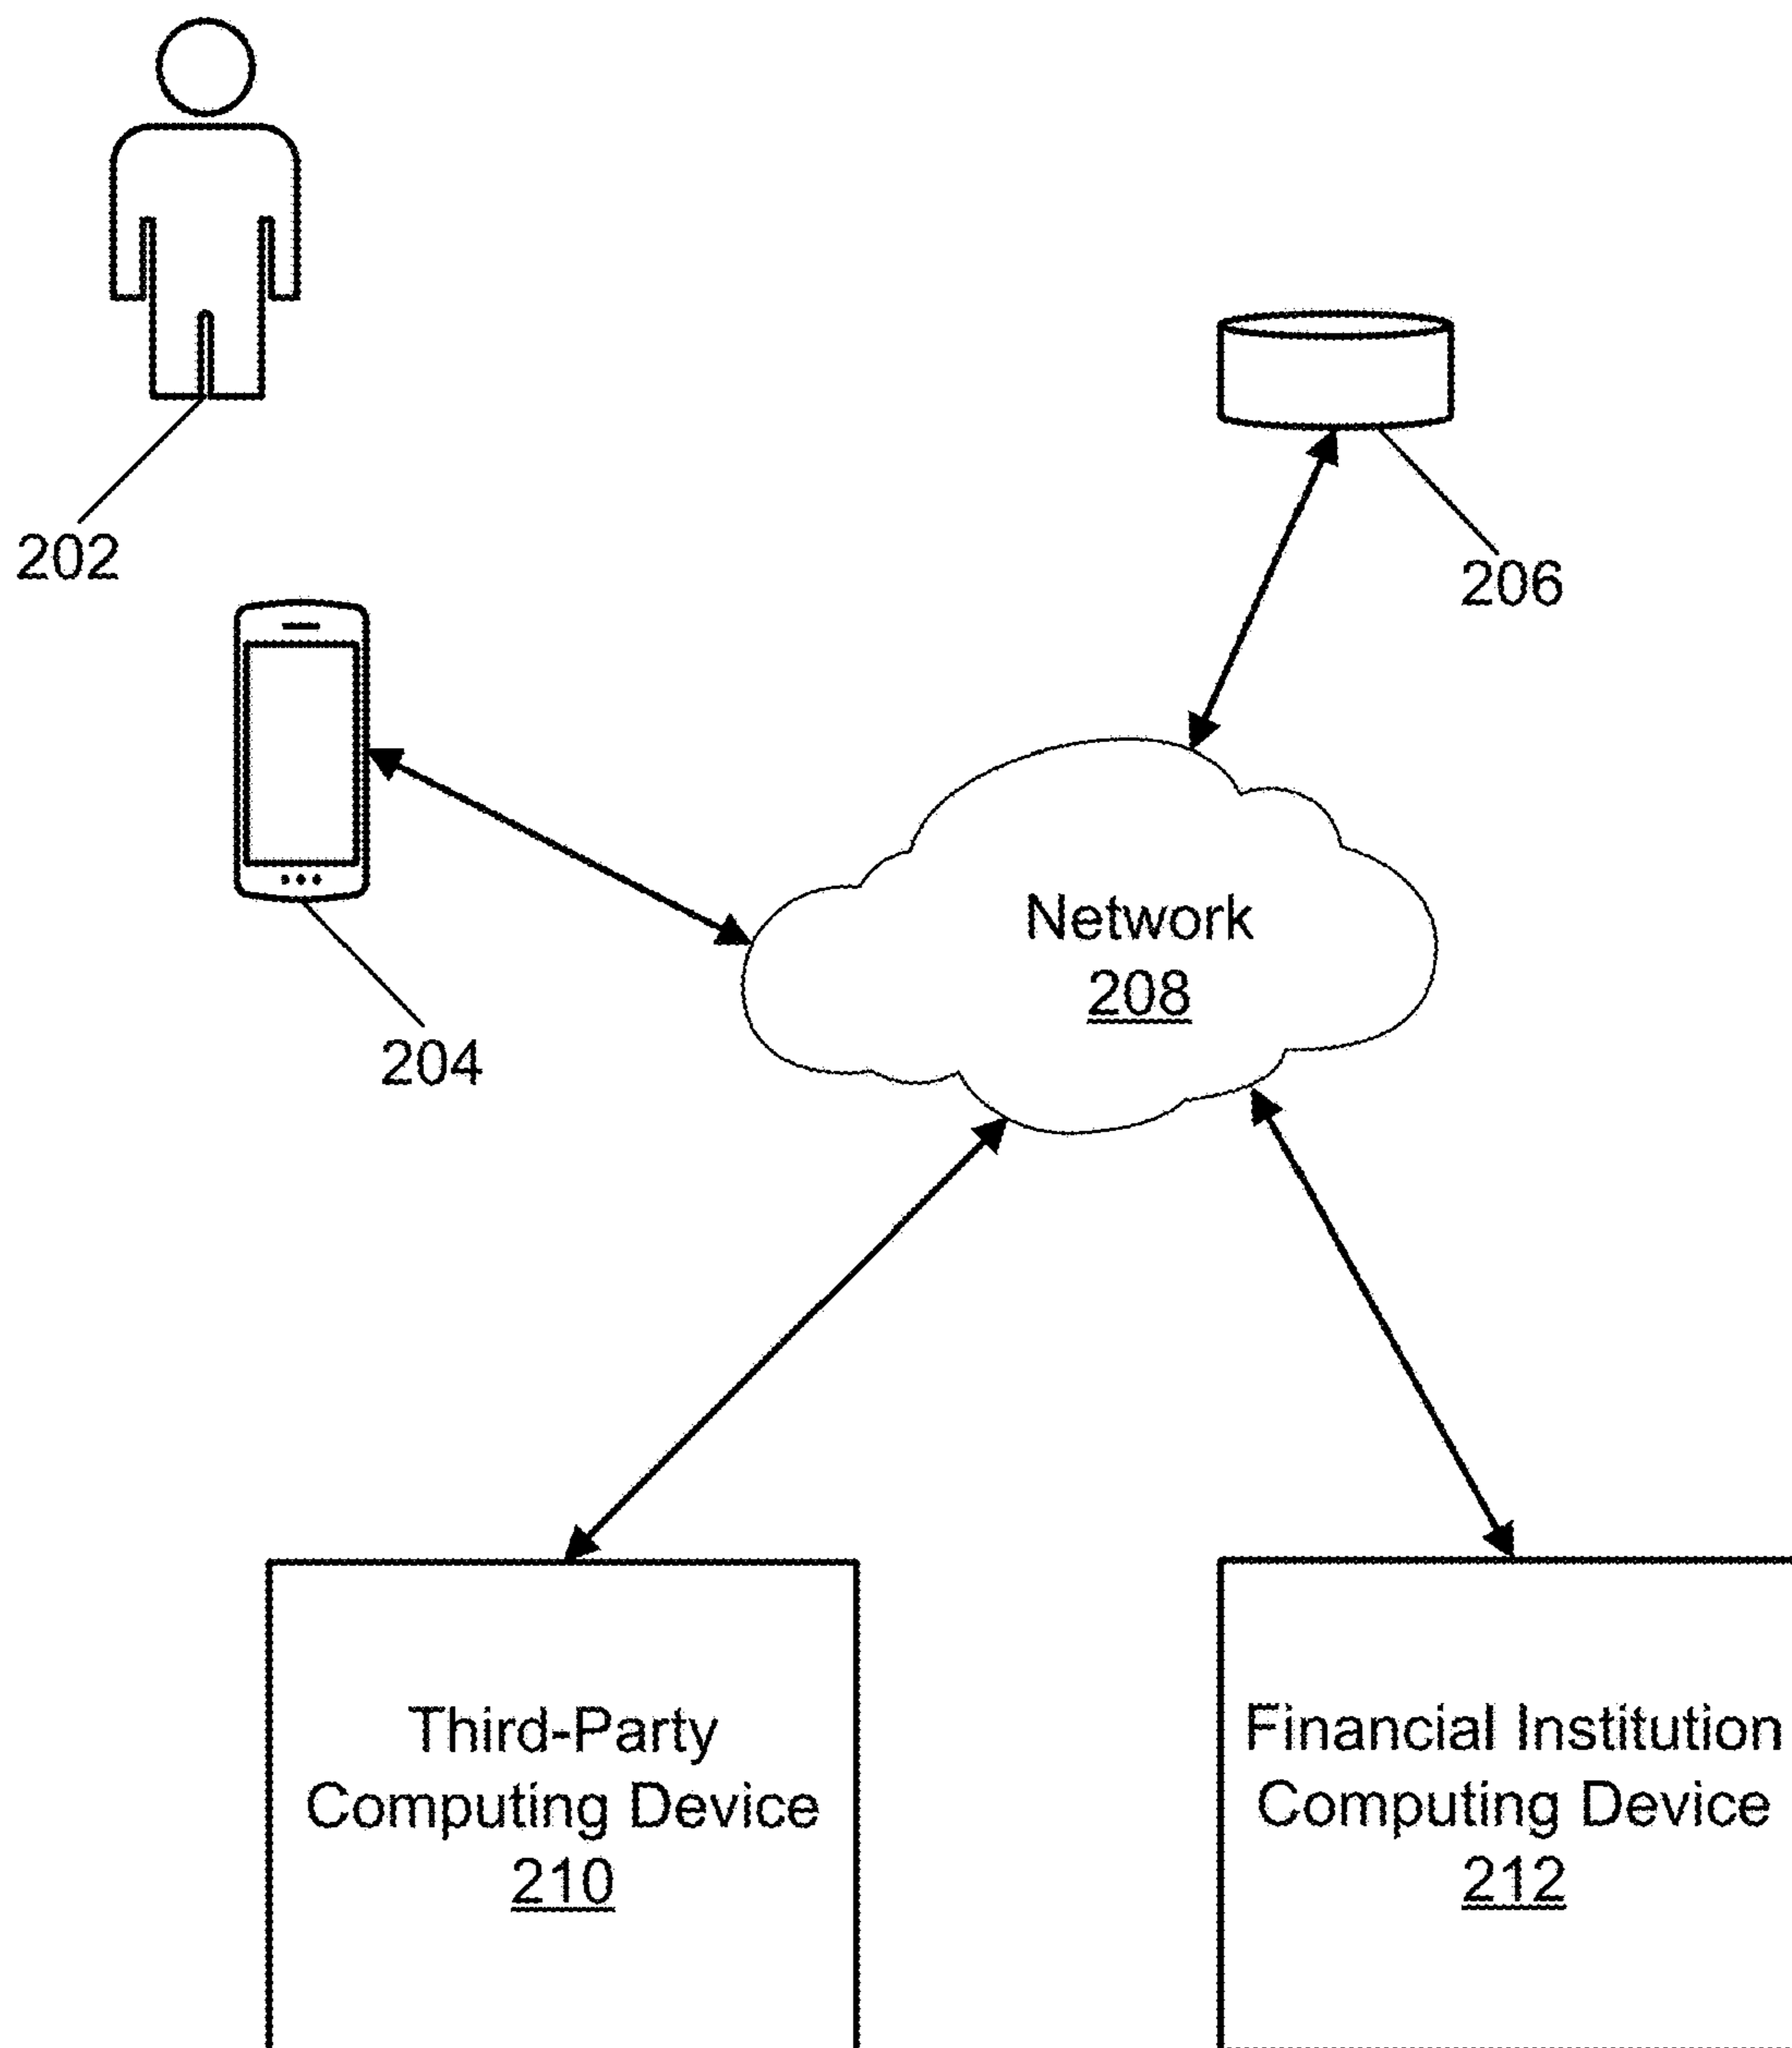 202
206
204
Network
208
Third-Party
Computing Device
210
Financial Institution
Computing Device
212